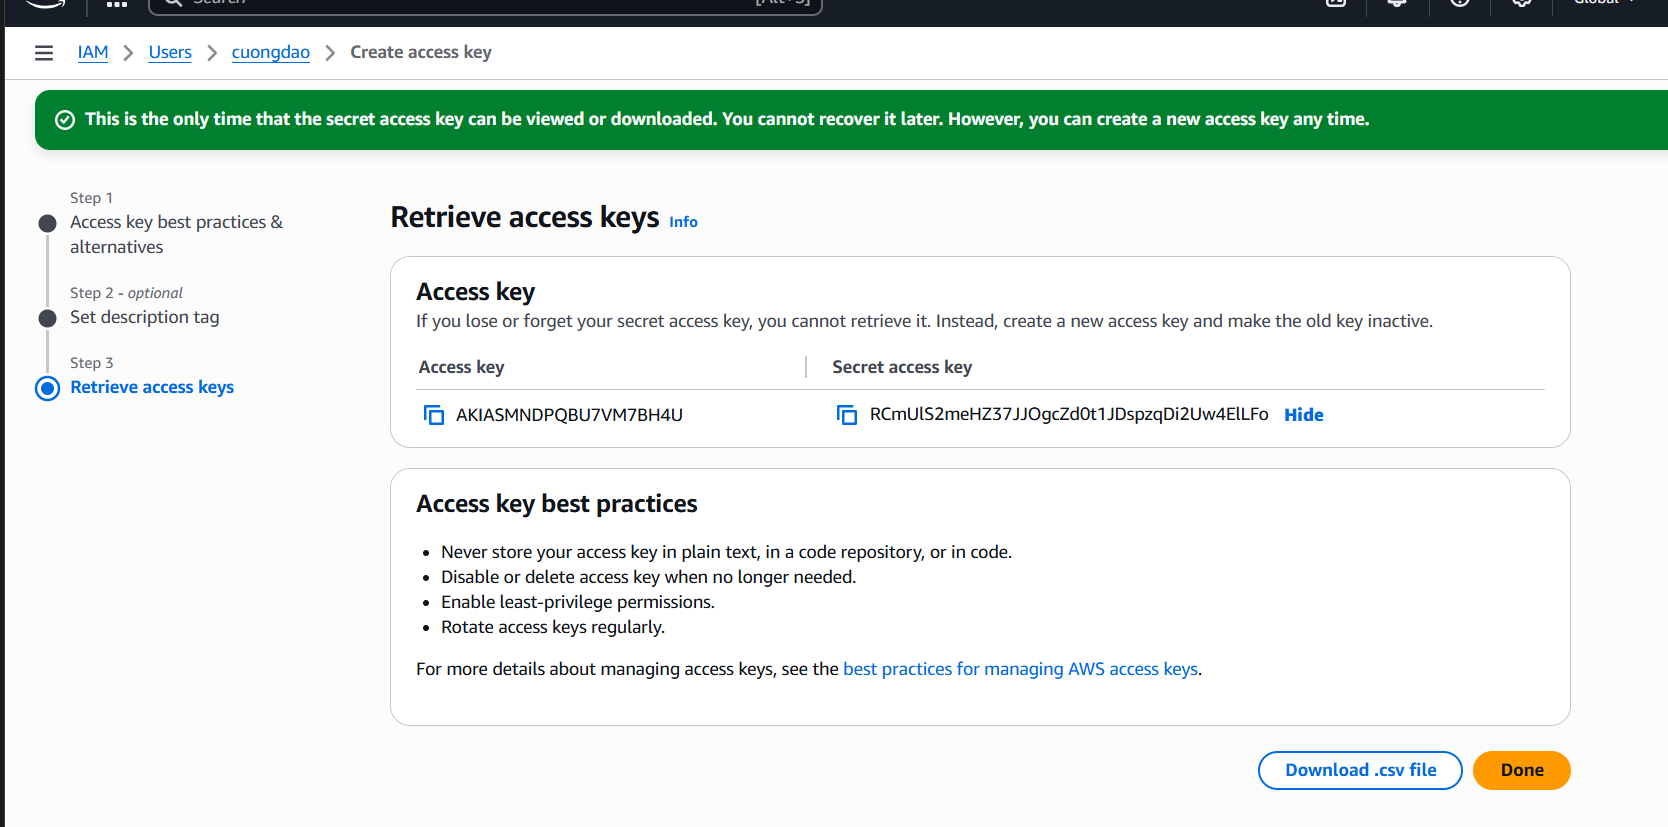 Search [Alt+S] Global
IAM > Users > cuongdao > Create access key
This is the only time that the secret access key can be viewed or downloaded. You cannot recover it later. However, you can create a new access key any time.
Step 1
Access key best practices &
alternatives
Step 2 - optional
Set description tag
Step 3
Retrieve access keys
Retrieve access keys Info
Access key
If you lose or forget your secret access key, you cannot retrieve it. Instead, create a new access key and make the old key inactive.
Access key Secret access key
AKIASMNDPQBU7VM7BH4U RCmUlS2meHZ37JJOgcZd0t1JDspzqDi2Uw4ElLFo Hide
Access key best practices
• Never store your access key in plain text, in a code repository, or in code.
• Disable or delete access key when no longer needed.
• Enable least-privilege permissions.
• Rotate access keys regularly.
For more details about managing access keys, see the best practices for managing AWS access keys.
Download .csv file Done